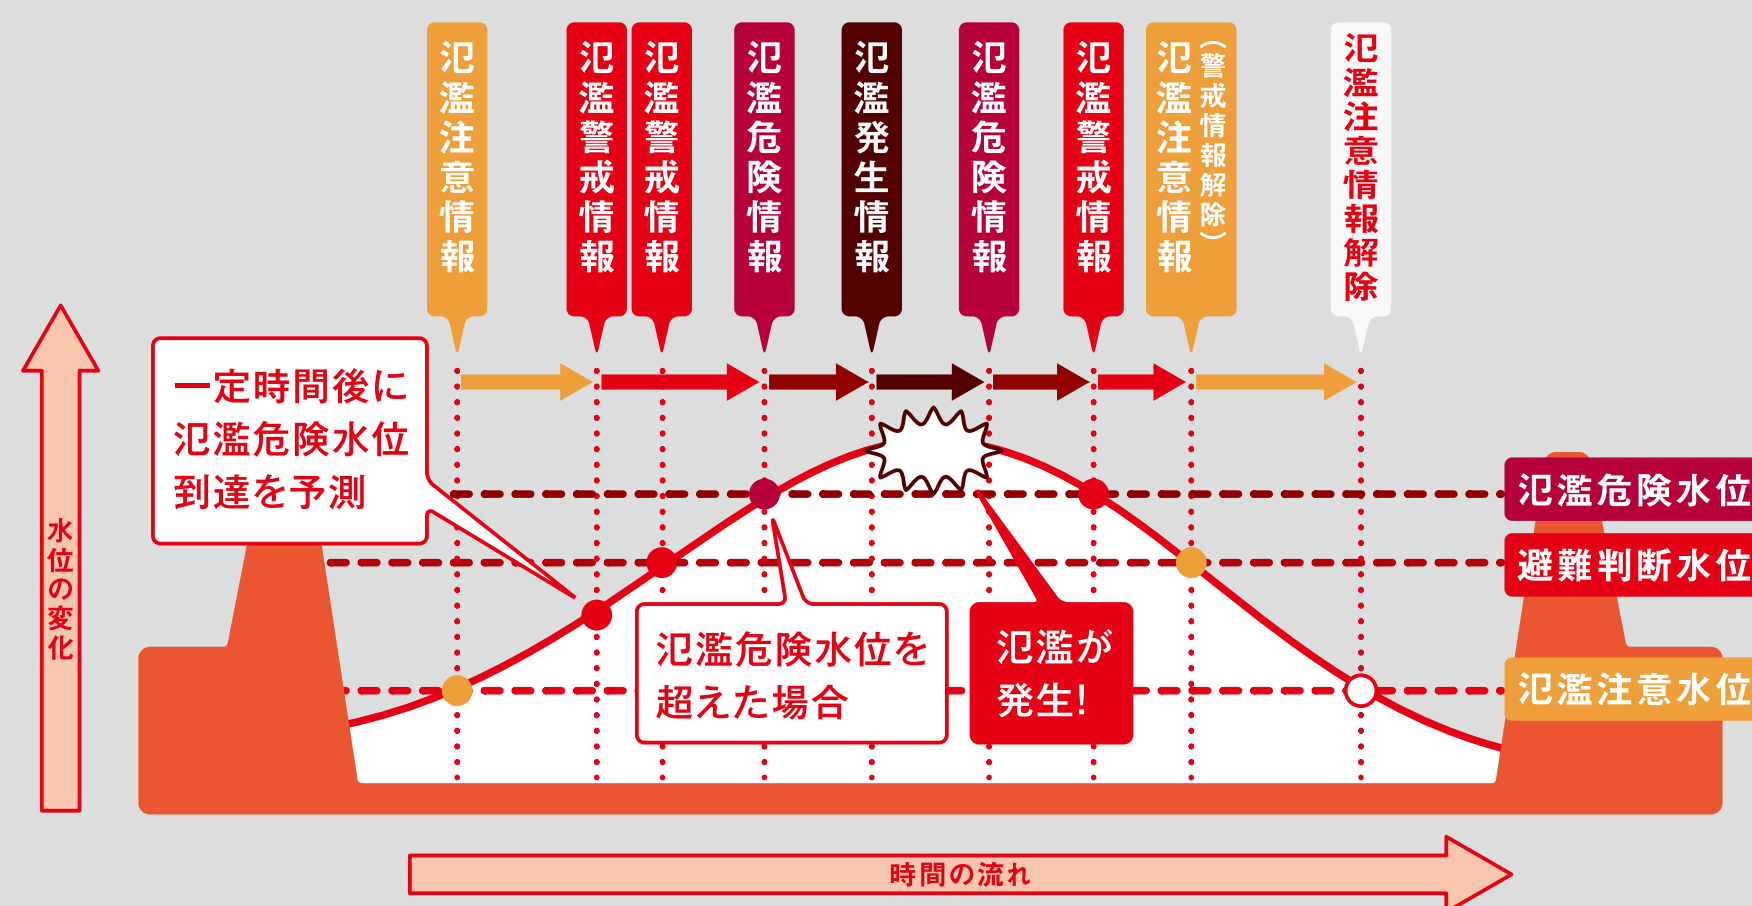 氾濫注意情報
氾濫警戒情報
氾濫警戒情報
氾濫危険情報
氾濫発生情報
氾濫危険情報
氾濫警戒情報
氾濫注意情報
（警戒情報解除）
氾濫注意情報解除
一定時間後に
氾濫危険水位
到達を予測
水位の変化
氾濫危険水位を
超えた場合
氾濫が
発生！
氾濫危険水位
避難判断水位
氾濫注意水位
時間の流れ